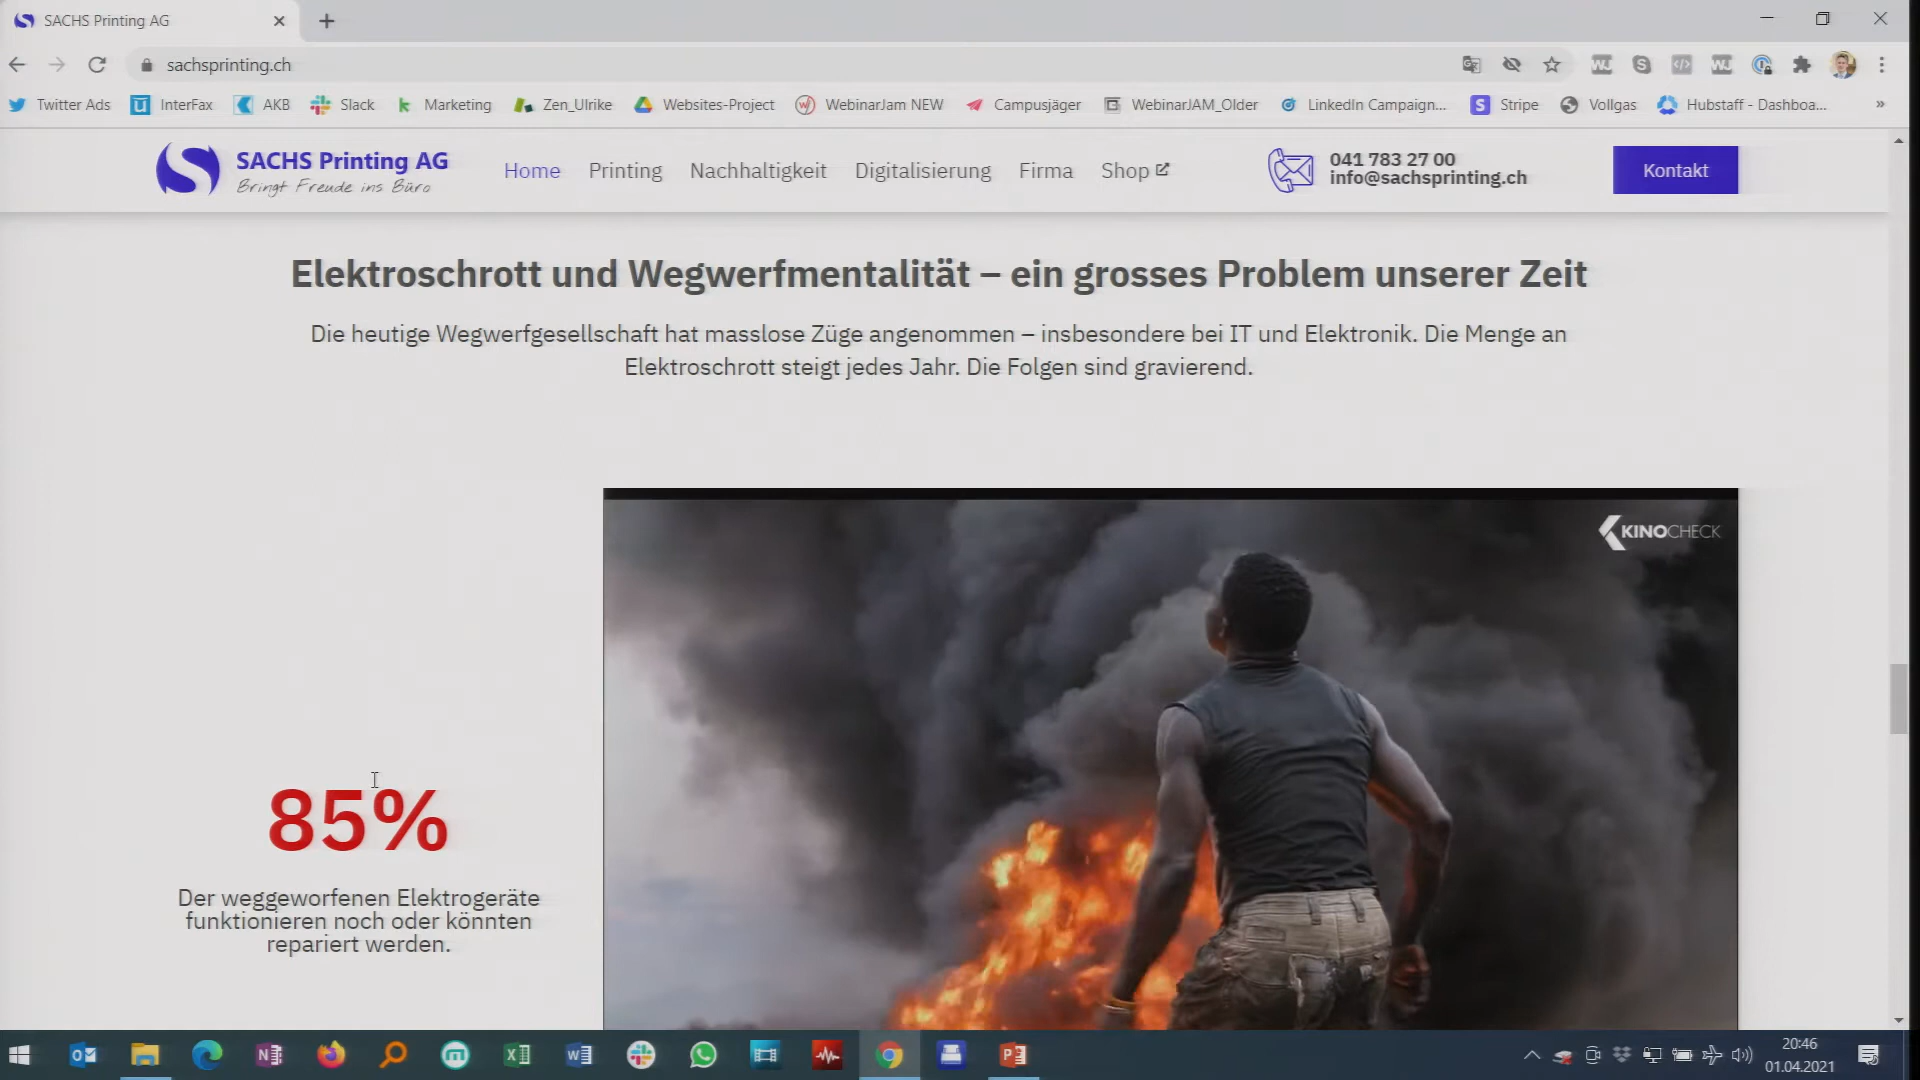 SACHS Printing AG
sachsprinting.ch
Twitter Ads InterFax AKB Slack Marketing Zen_Ulrike Websites-Project WebinarJam NEW Campusjäger WebinarJAM_Older LinkedIn Campaign... Stripe Vollgas Hubstaff - Dashboa... »
SACHS Printing AG
Bringt Freude ins Büro
Home Printing Nachhaltigkeit Digitalisierung Firma Shop
041 783 27 00
info@sachsprinting.ch
Kontakt
Elektroschrott und Wegwerfmentalität – ein grosses Problem unserer Zeit
Die heutige Wegwerfgesellschaft hat masslose Züge angenommen – insbesondere bei IT und Elektronik. Die Menge an
Elektroschrott steigt jedes Jahr. Die Folgen sind gravierend.
KINOCHECK
85%
Der weggeworfenen Elektrogeräte
funktionieren noch oder könnten
repariert werden.
20:46
01.04.2021